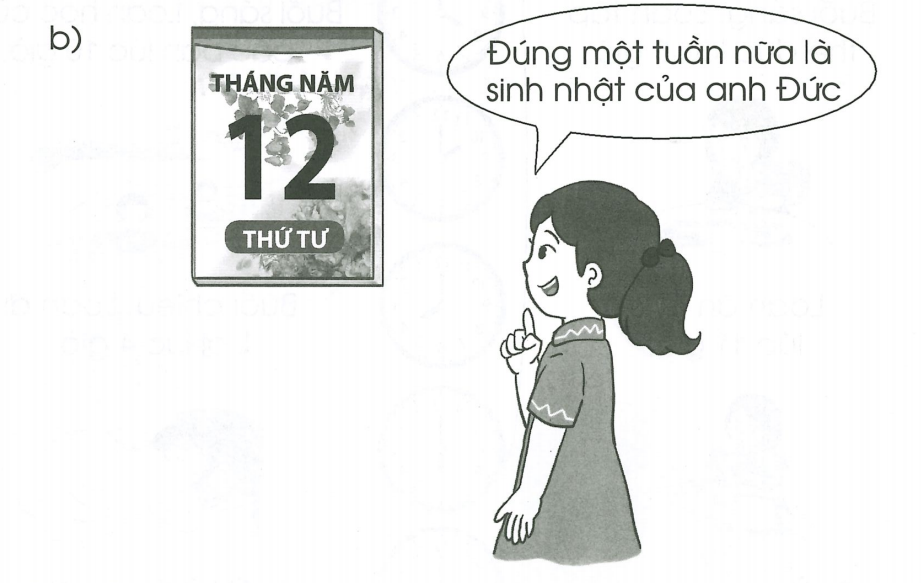 b)
THÁNG NĂM
12
THỨ TƯ
Đúng một tuần nữa là
sinh nhật của anh Đức